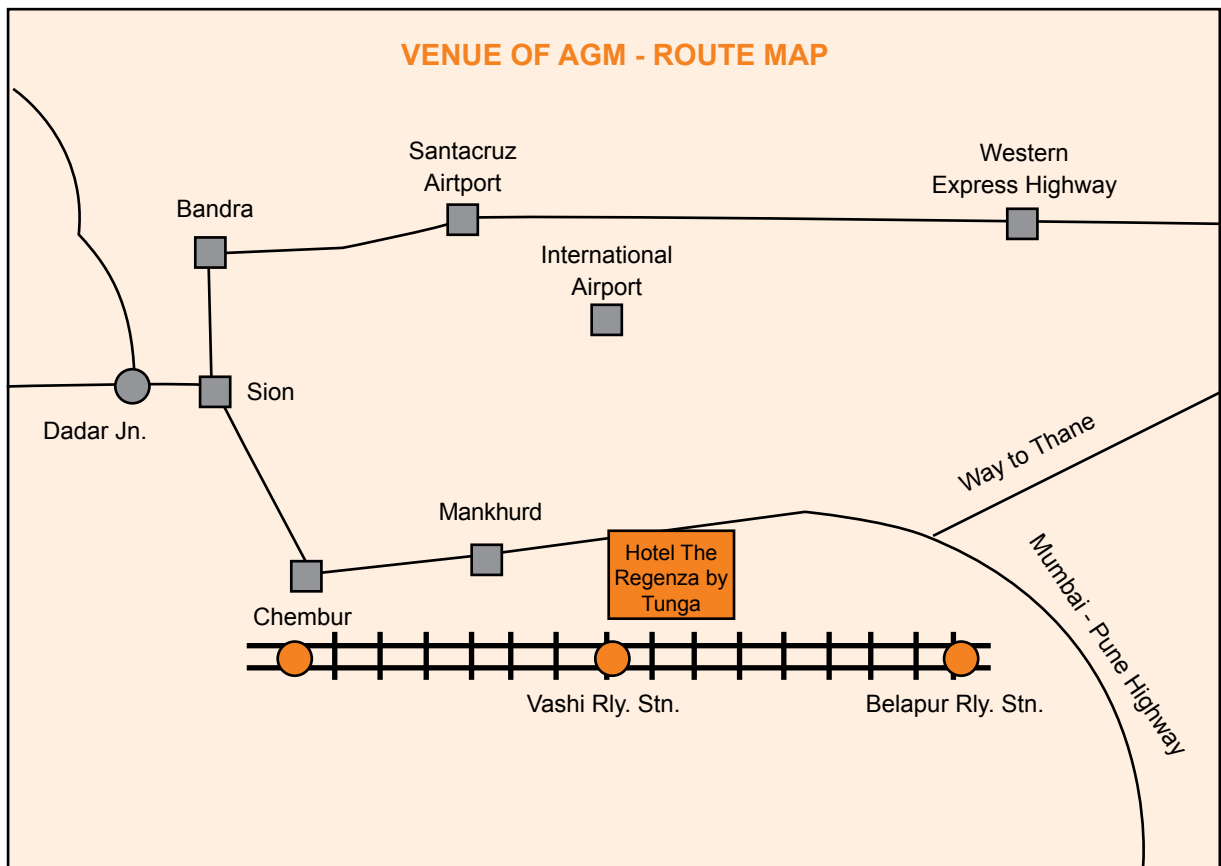 VENUE OF AGM - ROUTE MAP
Santacruz
Airtport
Western
Express Highway
Bandra
International
Airport
Sion
Dadar Jn.
Way to Thane
Mankhurd
Hotel The
Regenza by
Tunga
Mumbai - Pune Highway
Chembur
Vashi Rly. Stn.
Belapur Rly. Stn.